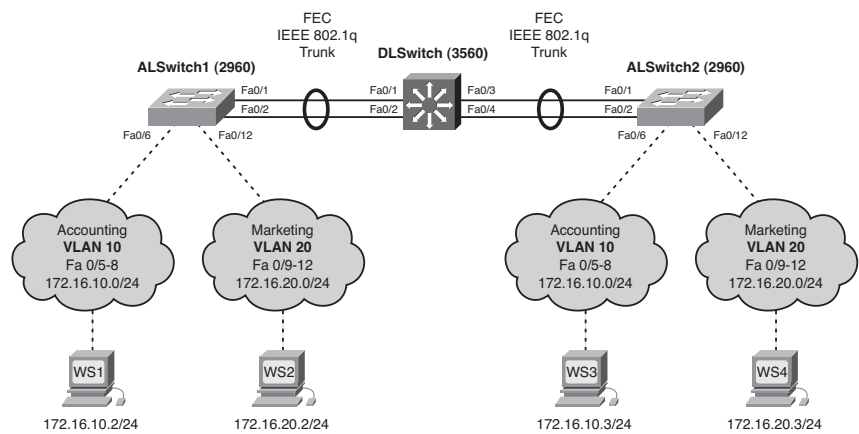 FEC
IEEE 802.1q
Trunk
FEC
IEEE 802.1q
Trunk
ALSwitch1 (2960)
DLSwitch (3560)
ALSwitch2 (2960)
Fa0/1
Fa0/1
Fa0/3
Fa0/1
Fa0/2
Fa0/2
Fa0/4
Fa0/2
Fa0/6
Fa0/12
Fa0/6
Fa0/12
Accounting
VLAN 10
Fa 0/5-8
172.16.10.0/24
Marketing
VLAN 20
Fa 0/9-12
172.16.20.0/24
Accounting
VLAN 10
Fa 0/5-8
172.16.10.0/24
Marketing
VLAN 20
Fa 0/9-12
172.16.20.0/24
WS1
WS2
WS3
WS4
172.16.10.2/24
172.16.20.2/24
172.16.10.3/24
172.16.20.3/24